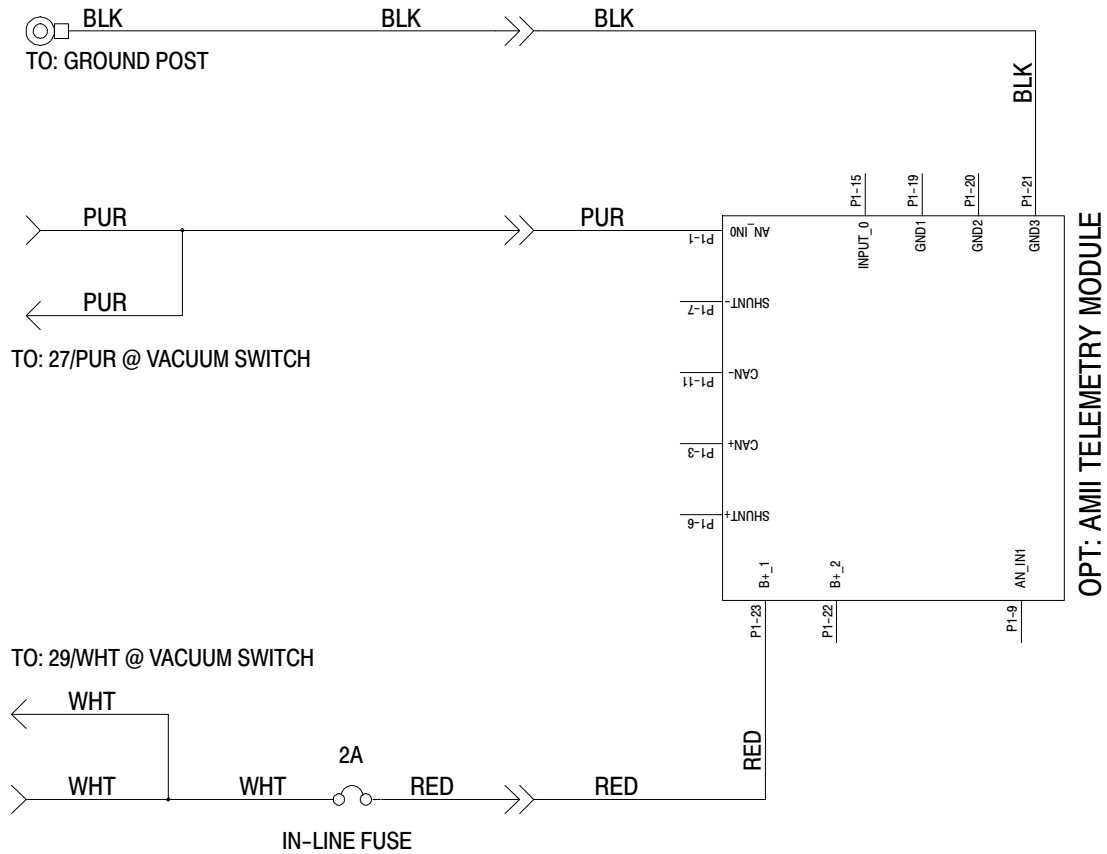 BLK BLK BLK
TO: GROUND POST
BLK
P1-15 P1-19 P1-20 P1-21
INPUT_0 GND1 GND2 GND3
PUR PUR
P1-1 AN_IN0
PUR
P1-7 SHUNT-
TO: 27/PUR @ VACUUM SWITCH
P1-11 CAN-
P1-3 CAN+
P1-6 SHUNT+
OPT: AMII TELEMETRY MODULE
B+_1 B+_2 AN_IN1
P1-23 P1-22 P1-9
TO: 29/WHT @ VACUUM SWITCH
WHT
2A
RED
WHT WHT RED RED
IN-LINE FUSE